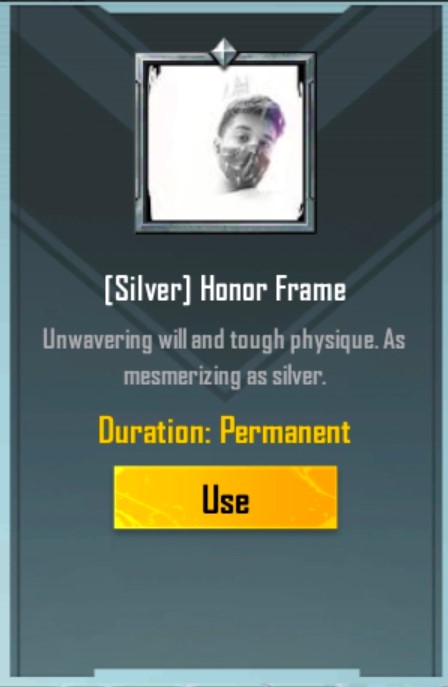 [Silver] Honor Frame
Unwavering will and tough physique. As
mesmerizing as silver.
Duration: Permanent
Use